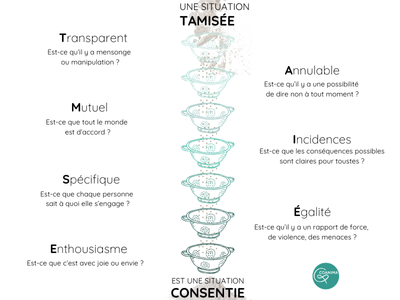 UNE SITUATION
TAMISÉE
Transparent
Est-ce qu'il y a mensonge
ou manipulation ?
Annulable
Est-ce qu'il y a une possibilité
de dire non à tout moment ?
Mutuel
Est-ce que tout le monde
est d'accord ?
Incidences
Est-ce que les conséquences possibles
sont claires pour toustes ?
Spécifique
Est-ce que chaque personne
sait à quoi elle s'engage ?
Égalité
Est-ce qu'il y a un rapport de force,
de violence, des menaces ?
Enthousiasme
Est-ce que c'est avec joie ou envie ?
EST UNE SITUATION
CONSENTIE